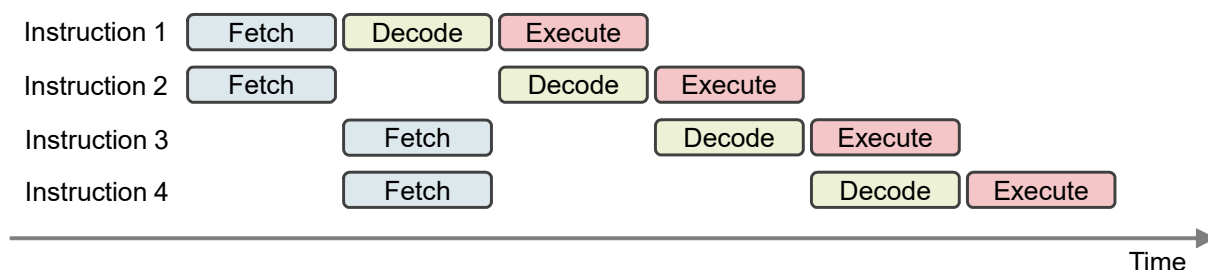 Instruction 1 Fetch Decode Execute
Instruction 2 Fetch Decode Execute
Instruction 3 Fetch Decode Execute
Instruction 4 Fetch Decode Execute
Time